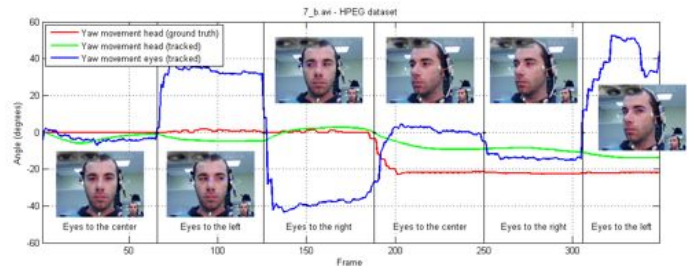 7_b.avi - HPEG dataset
60
40
20
0
-20
-40
-60
Angle (degrees)
Yaw movement head (ground truth)
Yaw movement head (tracked)
Yaw movement eyes (tracked)
Eyes to the center
Eyes to the left
Eyes to the right
Eyes to the center
Eyes to the right
Eyes to the left
50
100
150
200
250
300
Frame